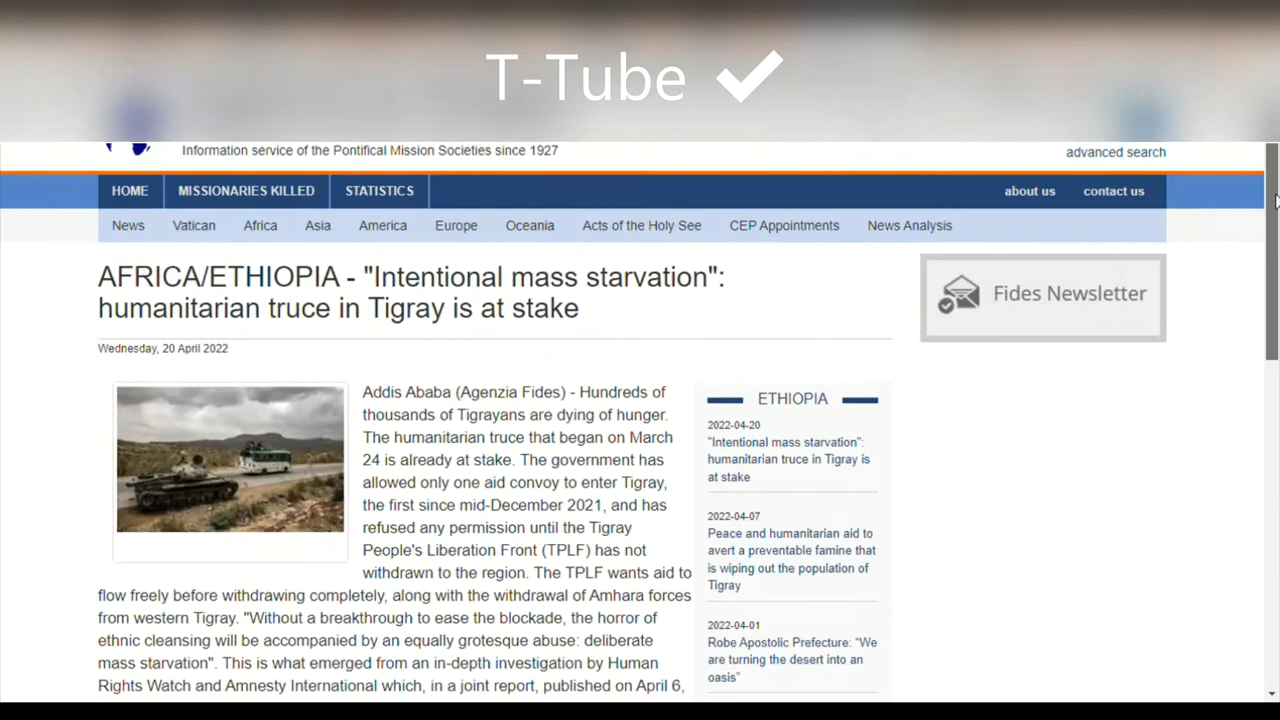 T-Tube
Information service of the Pontifical Mission Societies since 1927
advanced search
HOME MISSIONARIES KILLED STATISTICS about us contact us
News Vatican Africa Asia America Europe Oceania Acts of the Holy See CEP Appointments News Analysis
AFRICA/ETHIOPIA - "Intentional mass starvation":
humanitarian truce in Tigray is at stake
Fides Newsletter
Wednesday, 20 April 2022
Addis Ababa (Agenzia Fides) - Hundreds of
thousands of Tigrayans are dying of hunger.
The humanitarian truce that began on March
24 is already at stake. The government has
allowed only one aid convoy to enter Tigray,
the first since mid-December 2021, and has
refused any permission until the Tigray
People's Liberation Front (TPLF) has not
withdrawn to the region. The TPLF wants aid to
flow freely before withdrawing completely, along with the withdrawal of Amhara forces
from western Tigray. "Without a breakthrough to ease the blockade, the horror of
ethnic cleansing will be accompanied by an equally grotesque abuse: deliberate
mass starvation". This is what emerged from an in-depth investigation by Human
Rights Watch and Amnesty International which, in a joint report, published on April 6,
ETHIOPIA
2022-04-20
"Intentional mass starvation":
humanitarian truce in Tigray is
at stake
2022-04-07
Peace and humanitarian aid to
avert a preventable famine that
is wiping out the population of
Tigray
2022-04-01
Robe Apostolic Prefecture: “We
are turning the desert into an
oasis”